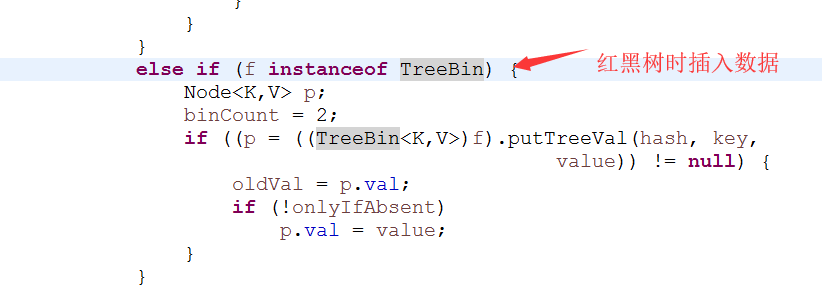 }
}
}
else if (f instanceof TreeBin) { 红黑树时插入数据
Node<K,V> p;
binCount = 2;
if ((p = ((TreeBin<K,V>)f).putTreeVal(hash, key,
value)) != null) {
oldVal = p.val;
if (!onlyIfAbsent)
p.val = value;
}
}